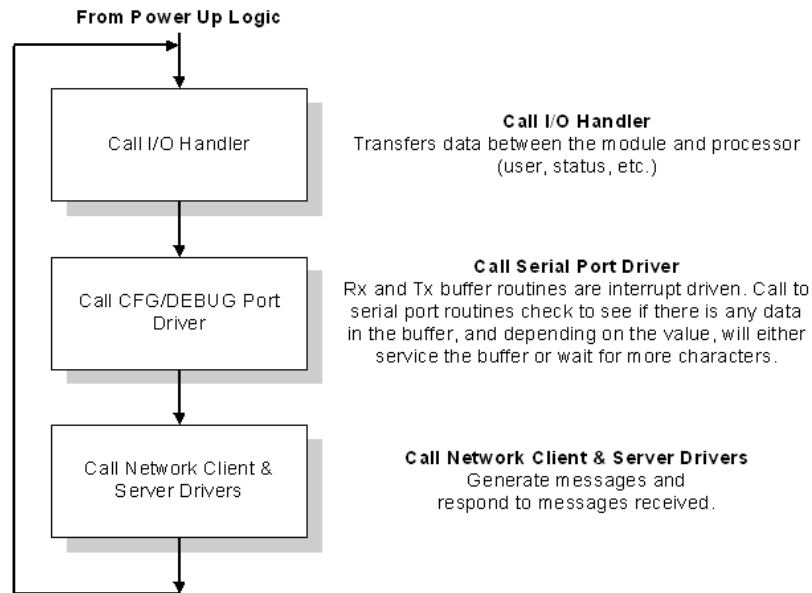 From Power Up Logic
Call I/O Handler
Call I/O Handler
Transfers data between the module and processor
(user, status, etc.)
Call CFG/DEBUG Port
Driver
Call Serial Port Driver
Rx and Tx buffer routines are interrupt driven. Call to
serial port routines check to see if there is any data
in the buffer, and depending on the value, will either
service the buffer or wait for more characters.
Call Network Client &
Server Drivers
Call Network Client & Server Drivers
Generate messages and
respond to messages received.